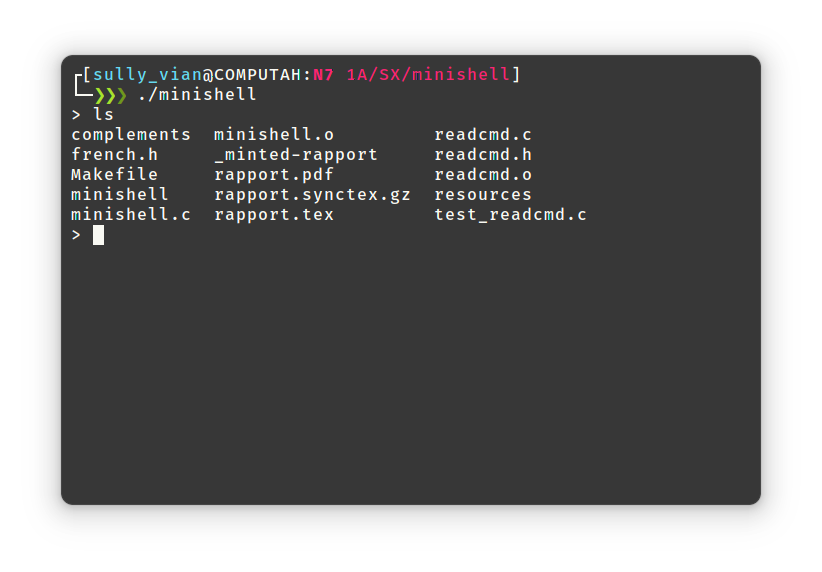 ┌[sully_vian@COMPUTAH:N7 1A/SX/minishell]
└─❯❯❯ ./minishell
> ls
complements  minishell.o         readcmd.c
french.h     _minted-rapport     readcmd.h
Makefile     rapport.pdf         readcmd.o
minishell    rapport.synctex.gz  resources
minishell.c  rapport.tex         test_readcmd.c
>